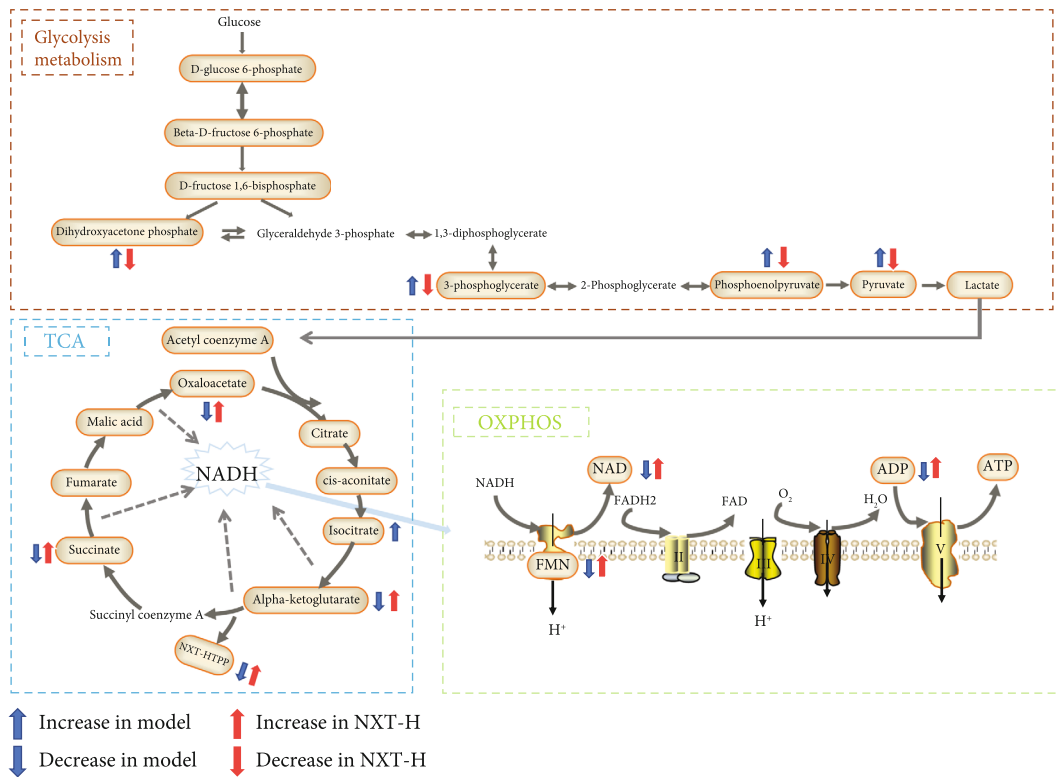 Glycolysis
metabolism
Glucose
D-glucose 6-phosphate
Beta-D-fructose 6-phosphate
D-fructose 1,6-bisphosphate
Dihydroxyacetone phosphate
Glyceraldehyde 3-phosphate
1,3-diphosphoglycerate
3-phosphoglycerate
2-Phosphoglycerate
Phosphoenolpyruvate
Pyruvate
Lactate
TCA
Acetyl coenzyme A
Oxaloacetate
Malic acid
Citrate
NADH
Fumarate
cis-aconitate
Isocitrate
Succinate
Alpha-ketoglutarate
Succinyl coenzyme A
NXT-HTPP
OXPHOS
NADH
NAD
FADH2
FAD
O2
H2O
ADP
ATP
FMN
II
III
IV
V
H+
H+
Increase in model
Increase in NXT-H
Decrease in model
Decrease in NXT-H